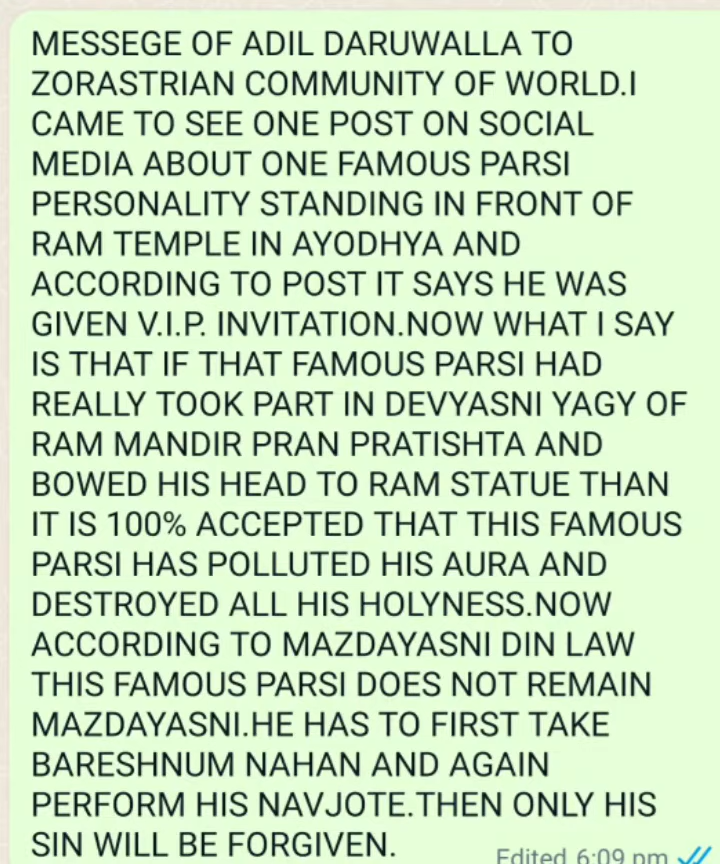 MESSEGE OF ADIL DARUWALLA TO
ZORASTRIAN COMMUNITY OF WORLD.I
CAME TO SEE ONE POST ON SOCIAL
MEDIA ABOUT ONE FAMOUS PARSI
PERSONALITY STANDING IN FRONT OF
RAM TEMPLE IN AYODHYA AND
ACCORDING TO POST IT SAYS HE WAS
GIVEN V.I.P. INVITATION.NOW WHAT I SAY
IS THAT IF THAT FAMOUS PARSI HAD
REALLY TOOK PART IN DEVYASNI YAGY OF
RAM MANDIR PRAN PRATISHTA AND
BOWED HIS HEAD TO RAM STATUE THAN
IT IS 100% ACCEPTED THAT THIS FAMOUS
PARSI HAS POLLUTED HIS AURA AND
DESTROYED ALL HIS HOLYNESS.NOW
ACCORDING TO MAZDAYASNI DIN LAW
THIS FAMOUS PARSI DOES NOT REMAIN
MAZDAYASNI.HE HAS TO FIRST TAKE
BARESHNUM NAHAN AND AGAIN
PERFORM HIS NAVJOTE.THEN ONLY HIS
SIN WILL BE FORGIVEN.
Edited 6:09 pm